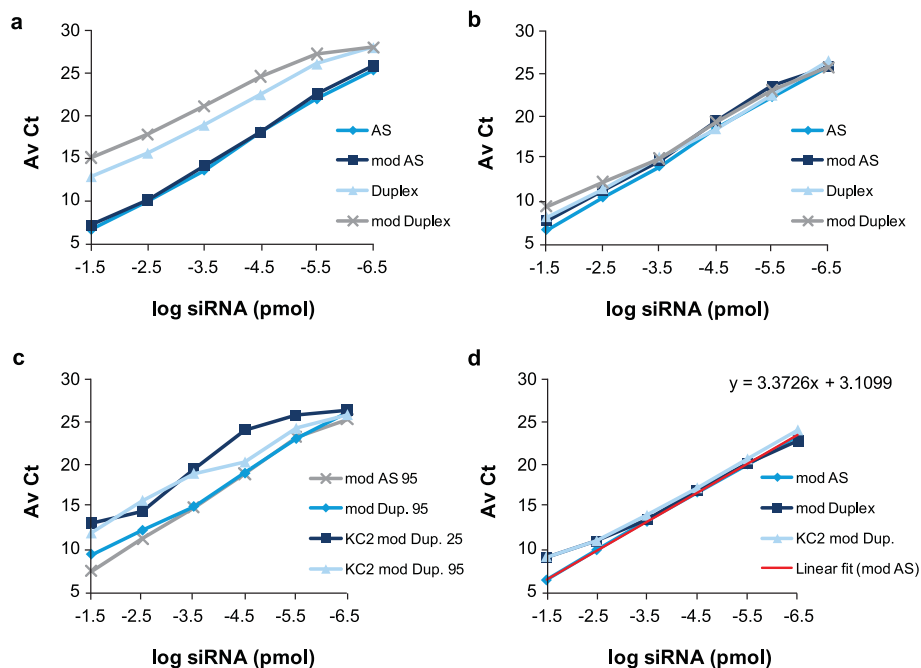 a
30
25
20
15
10
5
Av Ct
AS
mod AS
Duplex
mod Duplex
-1.5 -2.5 -3.5 -4.5 -5.5 -6.5
log siRNA (pmol)
b
30
25
20
15
10
5
Av Ct
AS
mod AS
Duplex
mod Duplex
-1.5 -2.5 -3.5 -4.5 -5.5 -6.5
log siRNA (pmol)
c
30
25
20
15
10
5
Av Ct
mod AS 95
mod Dup. 95
KC2 mod Dup. 25
KC2 mod Dup. 95
-1.5 -2.5 -3.5 -4.5 -5.5 -6.5
log siRNA (pmol)
d
y = 3.3726x + 3.1099
30
25
20
15
10
5
Av Ct
mod AS
mod Duplex
KC2 mod Dup.
Linear fit (mod AS)
-1.5 -2.5 -3.5 -4.5 -5.5 -6.5
log siRNA (pmol)